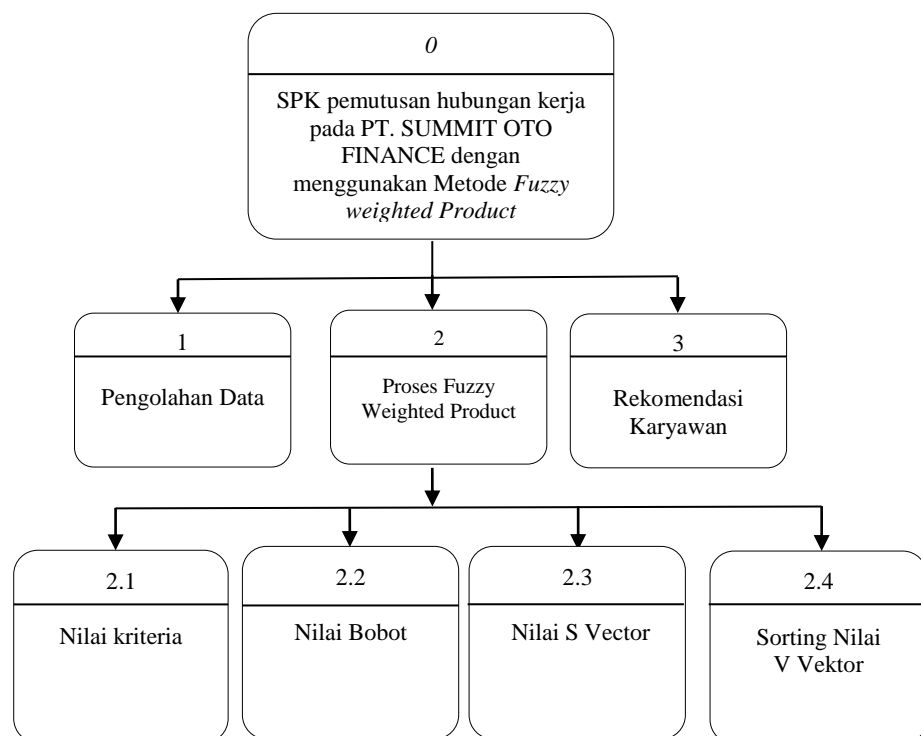 0
SPK pemutusan hubungan kerja
pada PT. SUMMIT OTO
FINANCE dengan
menggunakan Metode Fuzzy
weighted Product
1
Pengolahan Data
2
Proses Fuzzy
Weighted Product
3
Rekomendasi
Karyawan
2.1
Nilai kriteria
2.2
Nilai Bobot
2.3
Nilai S Vector
2.4
Sorting Nilai
V Vektor